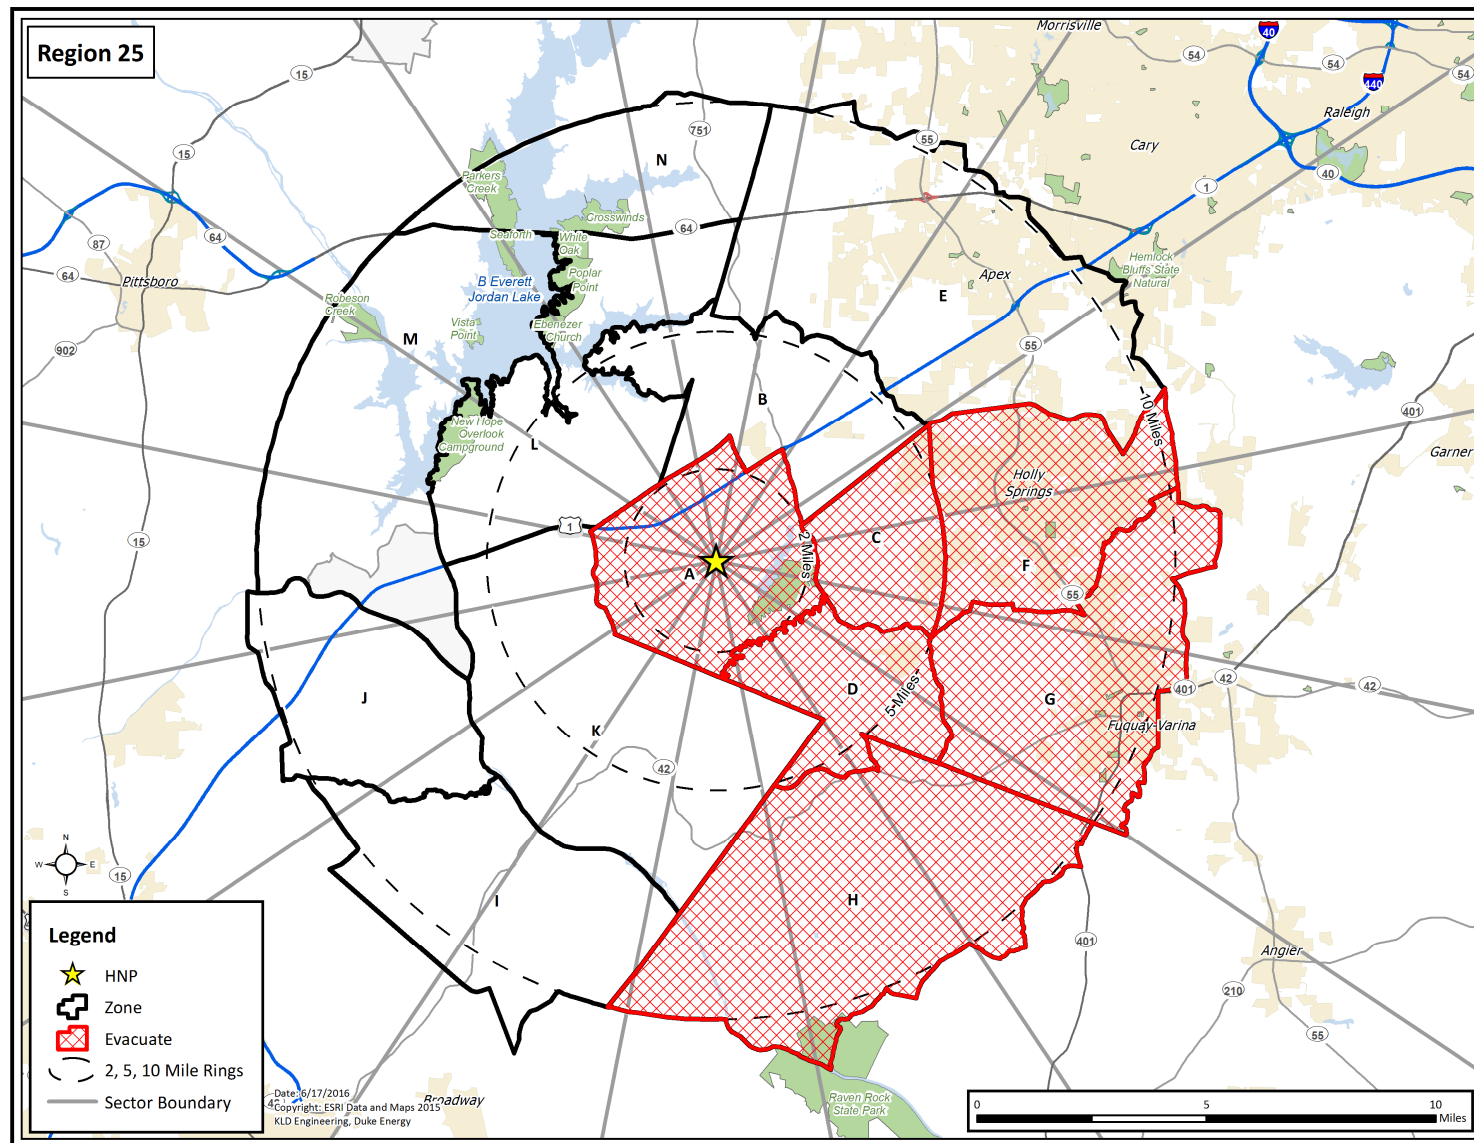 Region 25
Morrisville
40
54
54
54
440
Raleigh
15
751
55
Cary
15
N
40
Parkers
Creek
1
Crosswinds
64
87
64
Seaforth
White
Oak
64
Pittsboro
B Everett
Jordan Lake
Poplar
Point
Apex
Hemlock
Bluffs State
Natural
E
Robeson
Creek
Vista
Point
Ebenezer
Church
M
55
902
B
10 Miles
401
New Hope
Overlook
Campground
L
Garner
Holly
Springs
1
15
C
2 Miles
A
F
55
D
5 Miles
J
G
401
42
42
K
Fuquay-Varina
42
N
W
E
S
15
I
H
401
Angier
210
55
Raven Rock
State Park
Broadway
Legend
HNP
Zone
Evacuate
2, 5, 10 Mile Rings
Sector Boundary
Date: 6/17/2016
Copyright: ESRI Data and Maps 2015
KLD Engineering, Duke Energy
0
5
10
Miles